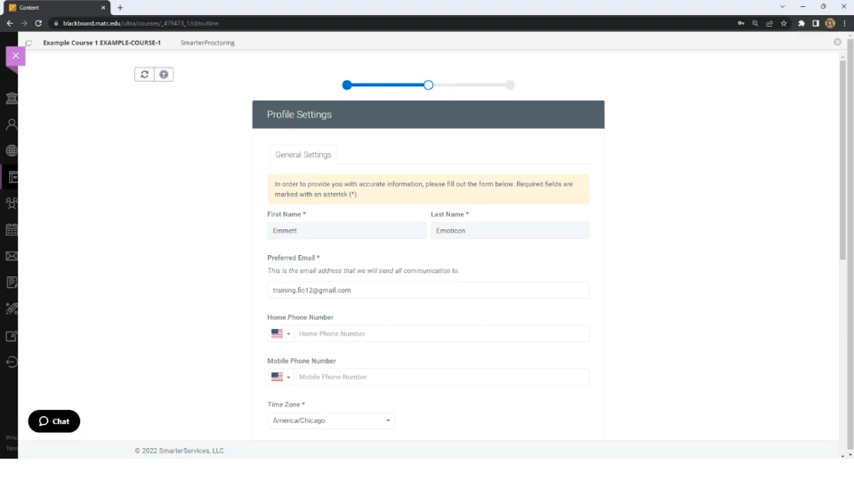 Content
blackboard.matc.edu/ultra/courses/_479473_1/cl/outline
Example Course 1 EXAMPLE-COURSE-1
SmarterProctoring
Profile Settings
General Settings
In order to provide you with accurate information, please fill out the form below. Required fields are
marked with an asterisk (*).
First Name *
Last Name *
Emmett
Emoticon
Preferred Email *
This is the email address that we will send all communication to.
training.fic12@gmail.com
Home Phone Number
Home Phone Number
Mobile Phone Number
Mobile Phone Number
Time Zone *
America/Chicago
Chat
Priva
Term
© 2022 SmarterServices, LLC